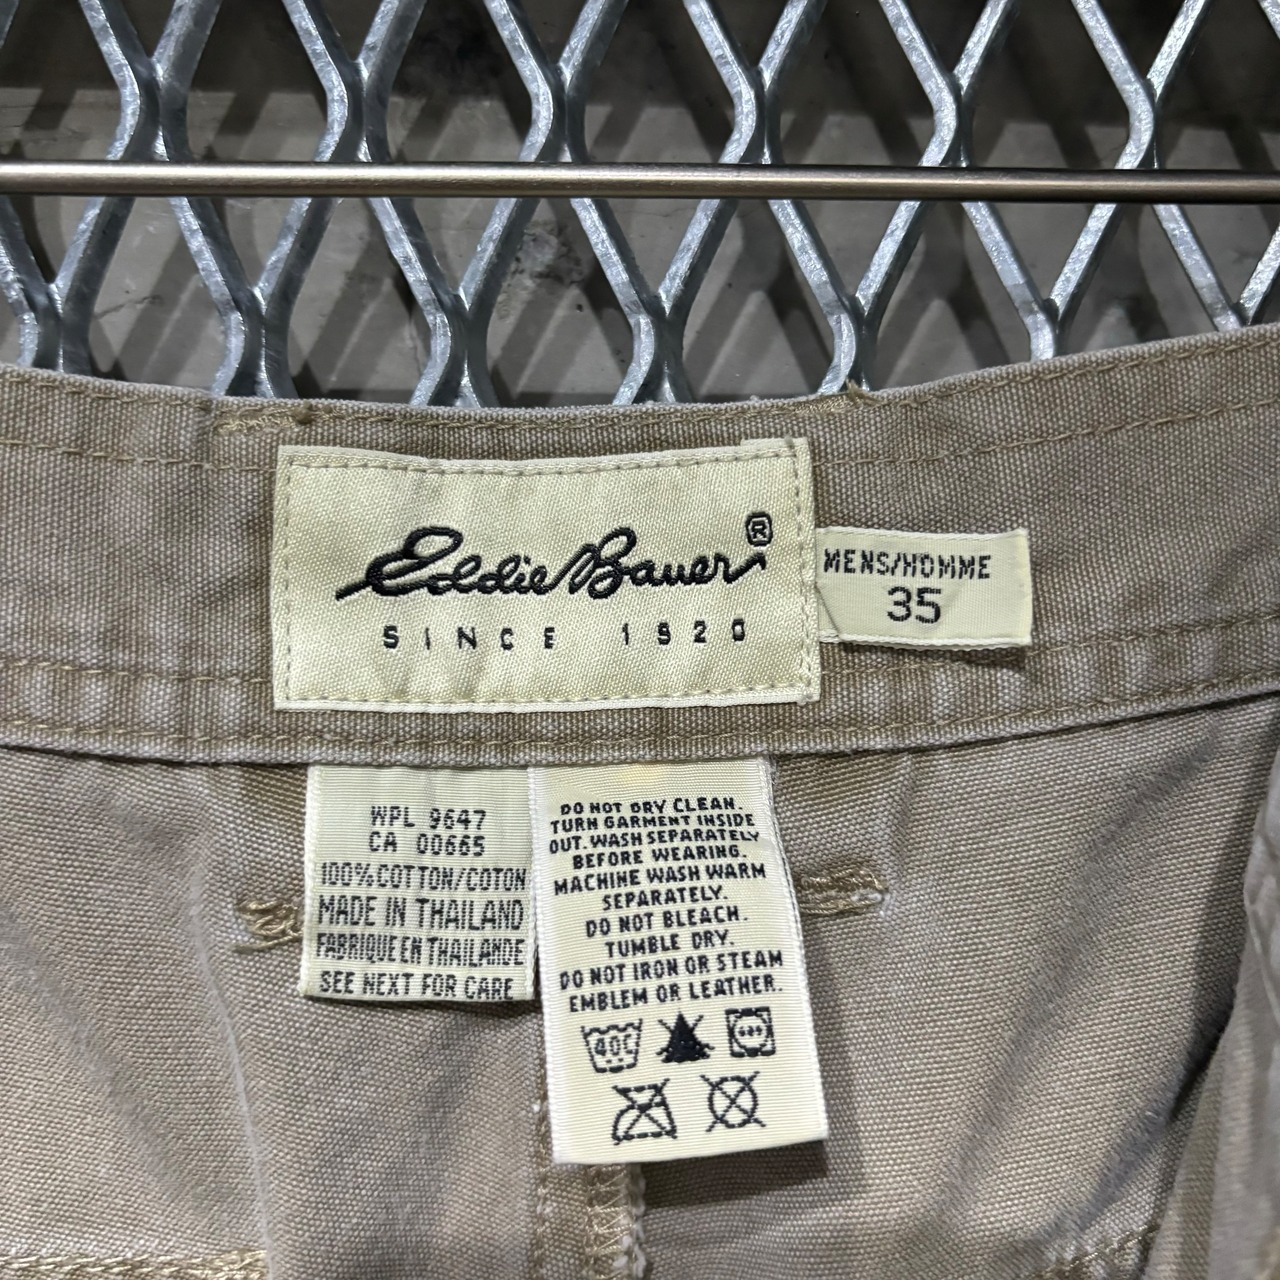 Eddie Bauer®
SINCE 1920
MENS/HOMME
35
WPL 9647
CA 00665
100% COTTON/COTON
MADE IN THAILAND
FABRIQUE EN THAILANDE
SEE NEXT FOR CARE
DO NOT DRY CLEAN.
TURN GARMENT INSIDE
OUT. WASH SEPARATELY
BEFORE WEARING.
MACHINE WASH WARM
SEPARATELY.
DO NOT BLEACH.
TUMBLE DRY.
DO NOT IRON OR STEAM
EMBLEM OR LEATHER.
40C